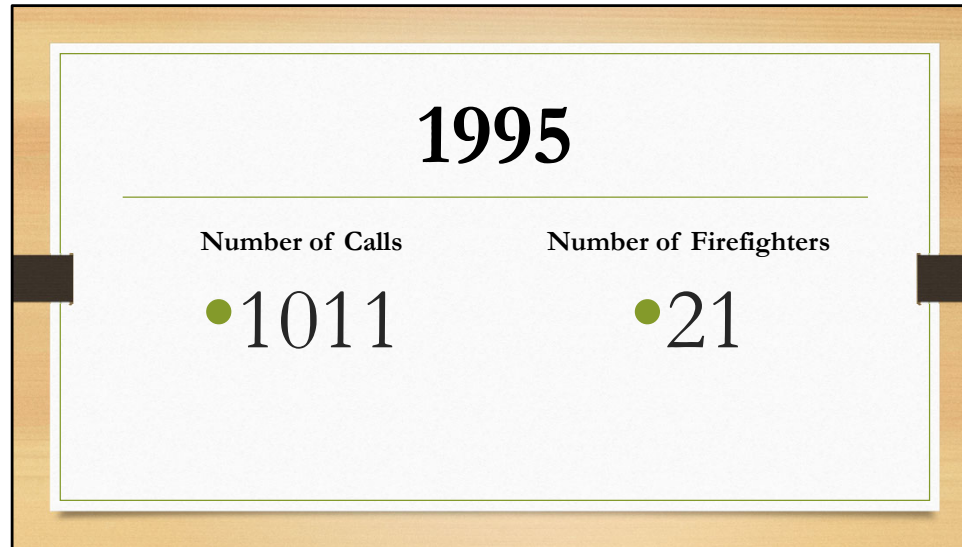 1995
Number of Calls
Number of Firefighters
•1011
•21